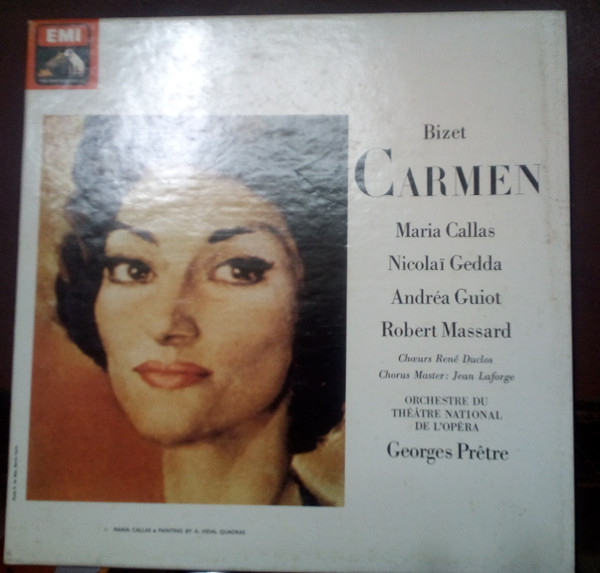 EMI
Bizet
CARMEN
Maria Callas
Nicolaï Gedda
Andréa Guiot
Robert Massard
Chœurs René Duclos
Chorus Master: Jean Laforge
ORCHESTRE DU
THÉÂTRE NATIONAL
DE L'OPÉRA
Georges Prêtre
MARIA CALLAS a PAINTING BY A. VIDAL QUADRAS